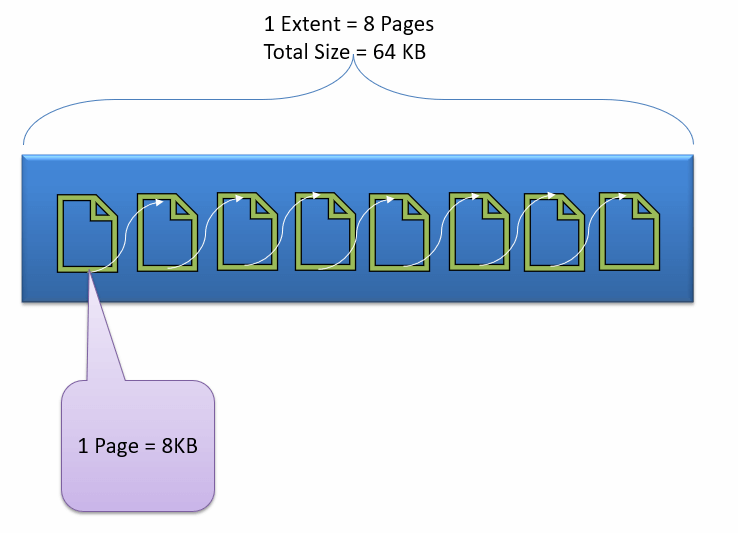 1 Extent = 8 Pages
Total Size = 64 KB
1 Page = 8KB